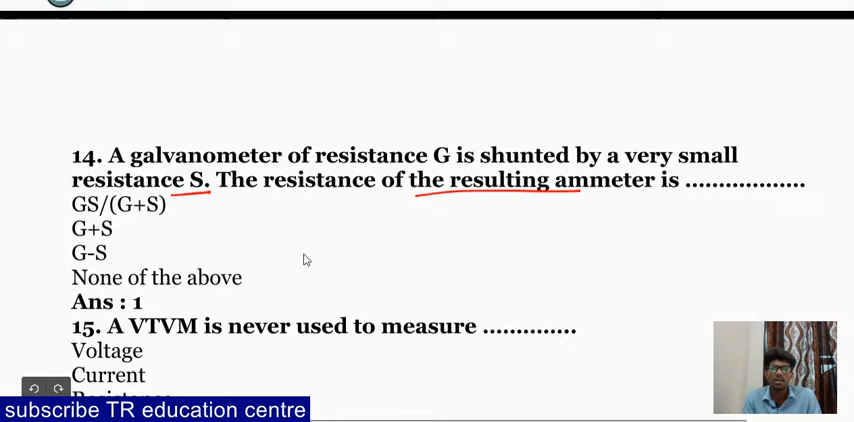 14. A galvanometer of resistance G is shunted by a very small
resistance S. The resistance of the resulting ammeter is ...................
GS/(G+S)
G+S
G-S
None of the above
Ans : 1
15. A VTVM is never used to measure ..............
Voltage
Current
subscribe TR education centre